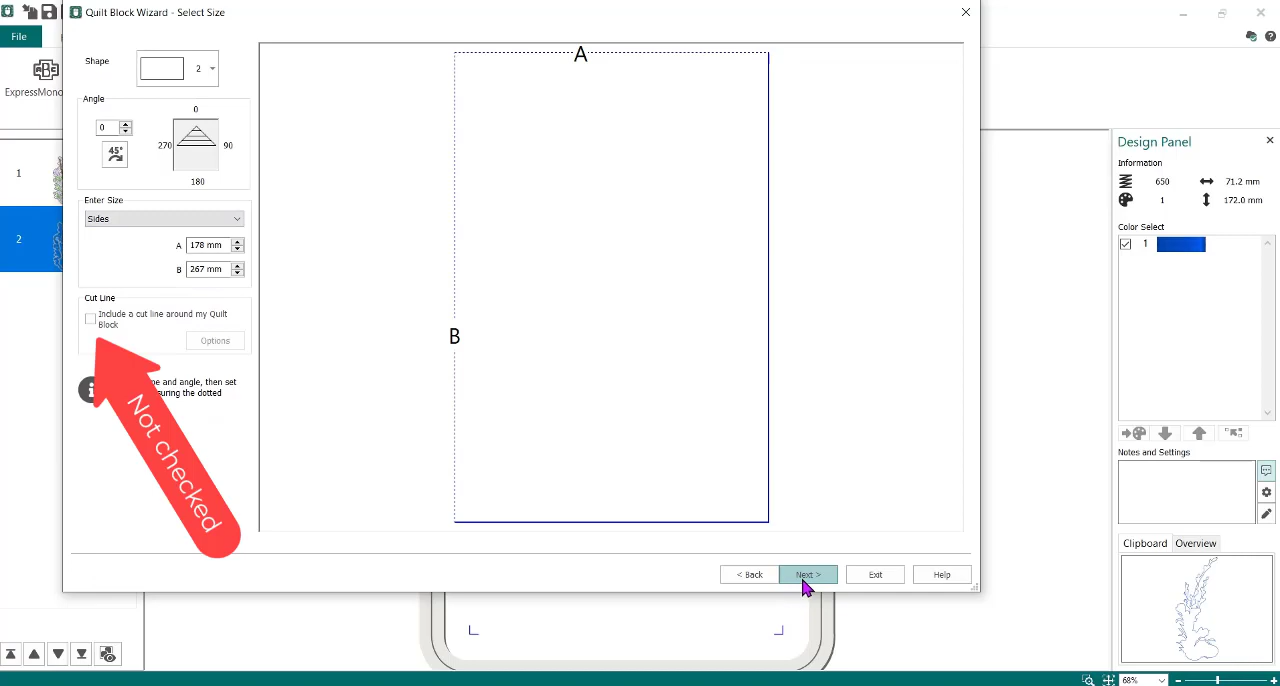 Quilt Block Wizard - Select Size
File
ExpressMono
Shape
2
Angle
0
0
45°
270
90
180
Enter Size
Sides
A
178 mm
B
267 mm
Cut Line
Include a cut line around my Quilt
Block
Options
and angle, then set
the dotted
Not checked
A
B
< Back
Next >
Exit
Help
1
2
Design Panel
Information
650
71.2 mm
1
172.0 mm
Color Select
1
Notes and Settings
Clipboard
Overview
68%